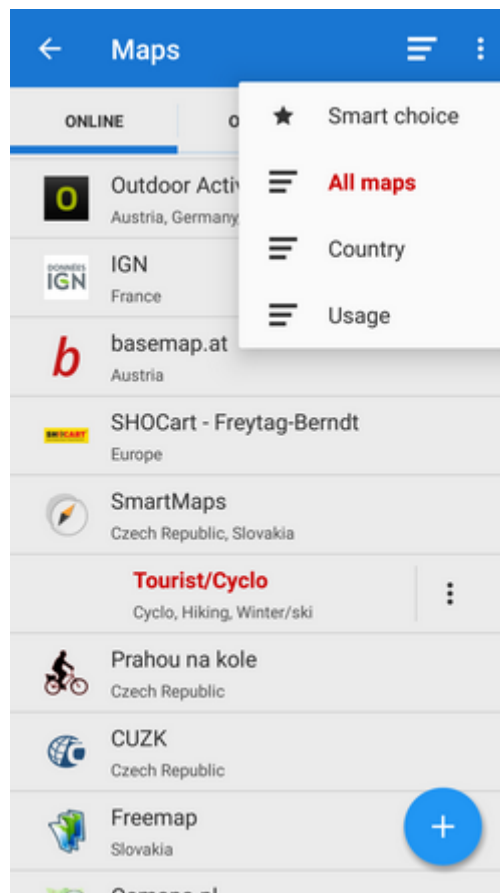 Maps
ONLINE
O
Smart choice
All maps
Country
Usage
O
Outdoor Activ
Austria, Germany,
DONNÉES
IGN
IGN
France
b
basemap.at
Austria
SHOCART
SHOCart - Freytag-Berndt
Europe
SmartMaps
Czech Republic, Slovakia
Tourist/Cyclo
Cyclo, Hiking, Winter/ski
Prahou na kole
Czech Republic
CUZK
Czech Republic
Freemap
Slovakia